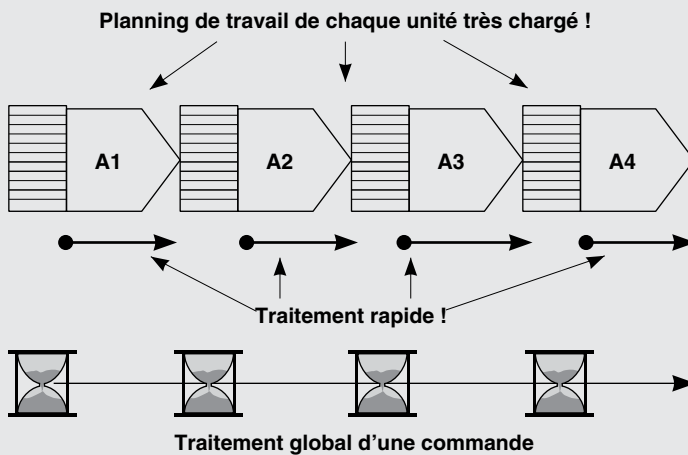 Planning de travail de chaque unité très chargé !
A1 A2 A3 A4
Traitement rapide !
Traitement global d'une commande